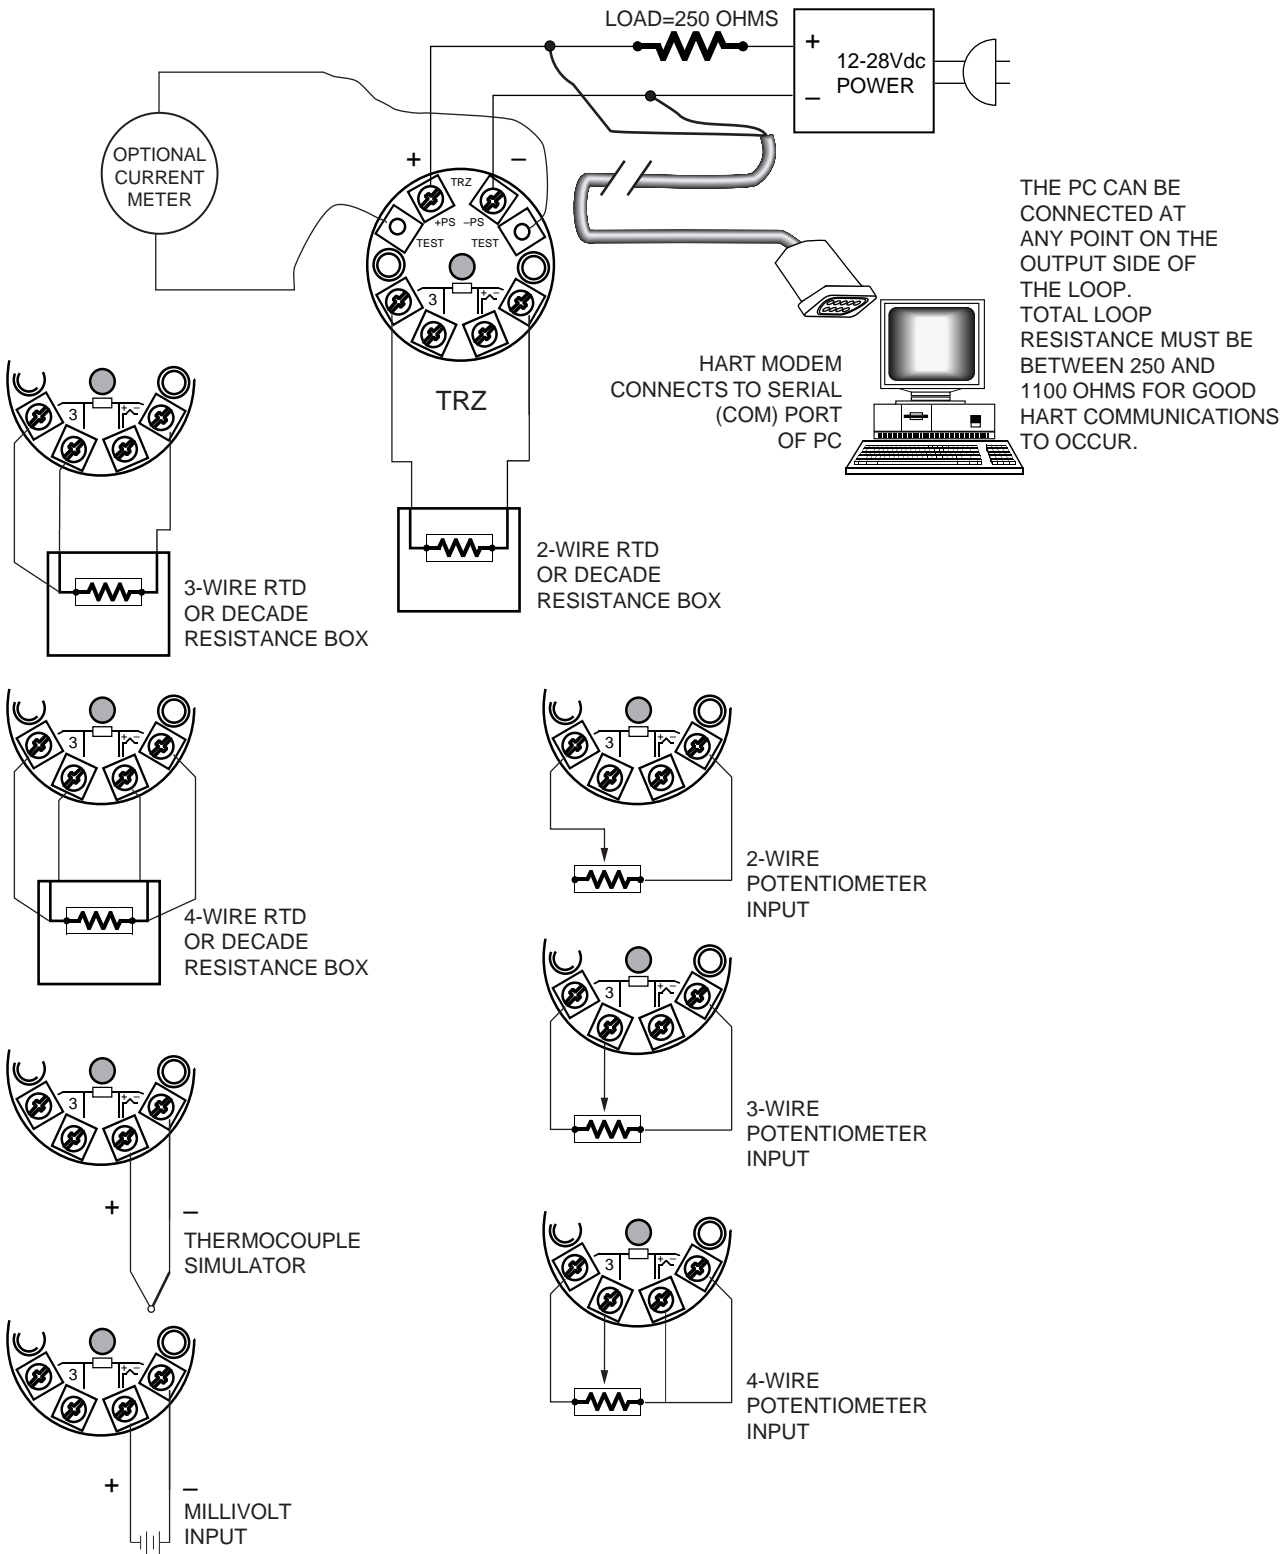 LOAD=250 OHMS
+
12-28Vdc
POWER
–
OPTIONAL
CURRENT
METER
+
–
TRZ
+PS –PS
TEST TEST
3
+ –
TRZ
THE PC CAN BE
CONNECTED AT
ANY POINT ON THE
OUTPUT SIDE OF
THE LOOP.
TOTAL LOOP
RESISTANCE MUST BE
BETWEEN 250 AND
1100 OHMS FOR GOOD
HART COMMUNICATIONS
TO OCCUR.
HART MODEM
CONNECTS TO SERIAL
(COM) PORT
OF PC
2-WIRE RTD
OR DECADE
RESISTANCE BOX
3
+ –
3-WIRE RTD
OR DECADE
RESISTANCE BOX
3
+ –
4-WIRE RTD
OR DECADE
RESISTANCE BOX
3
+ –
2-WIRE
POTENTIOMETER
INPUT
3
+ –
3-WIRE
POTENTIOMETER
INPUT
3
+ –
+
–
THERMOCOUPLE
SIMULATOR
3
+ –
4-WIRE
POTENTIOMETER
INPUT
3
+ –
+
–
MILLIVOLT
INPUT